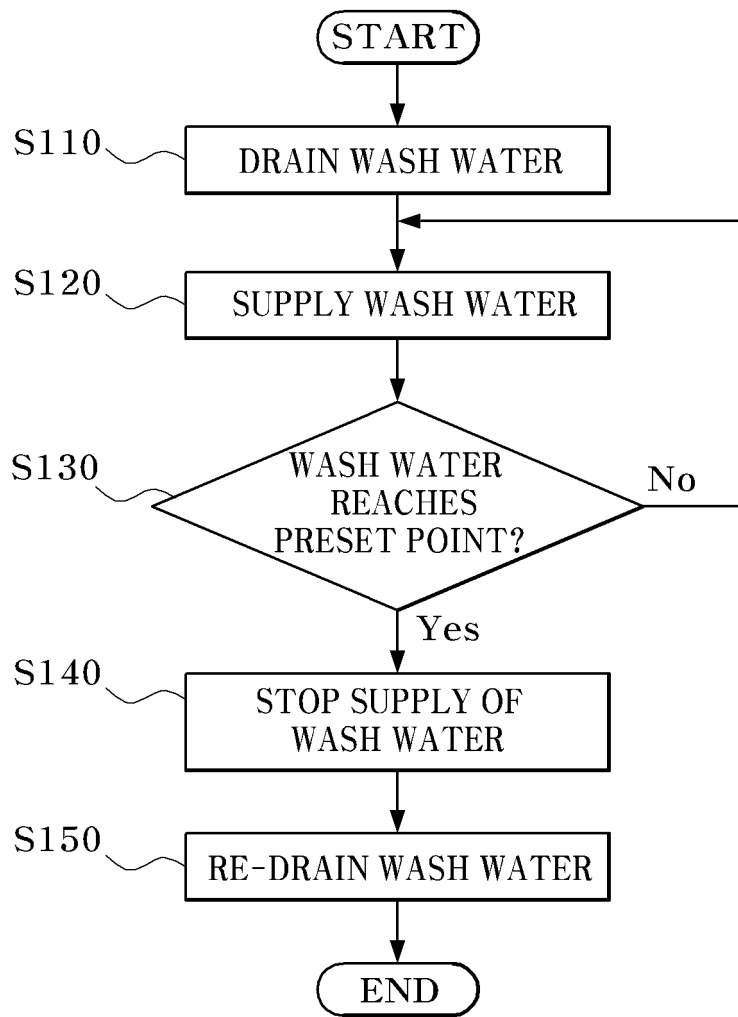 START
S110
DRAIN WASH WATER
S120
SUPPLY WASH WATER
S130
WASH WATER
REACHES
PRESET POINT?
No
Yes
S140
STOP SUPPLY OF
WASH WATER
S150
RE-DRAIN WASH WATER
END